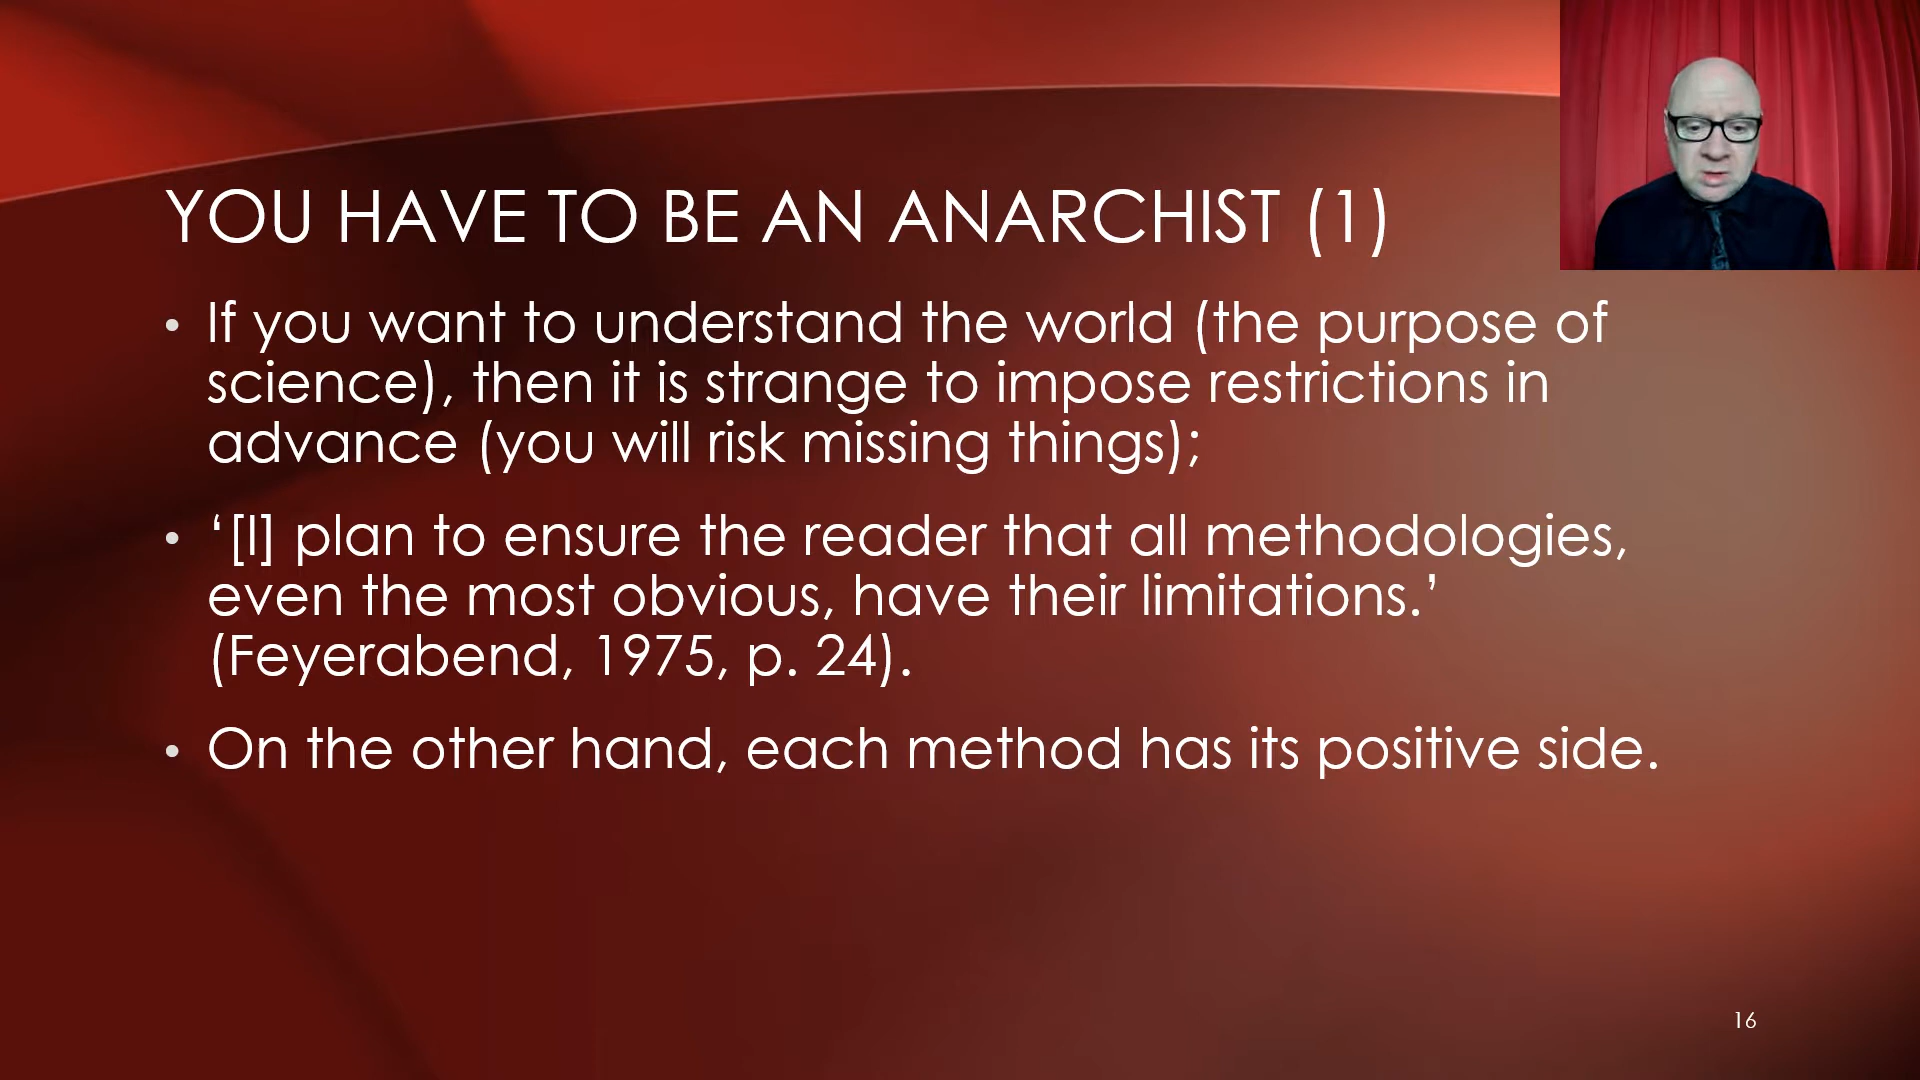 YOU HAVE TO BE AN ANARCHIST (1)
• If you want to understand the world (the purpose of
science), then it is strange to impose restrictions in
advance (you will risk missing things);
• ‘[I] plan to ensure the reader that all methodologies,
even the most obvious, have their limitations.’
(Feyerabend, 1975, p. 24).
• On the other hand, each method has its positive side.
16